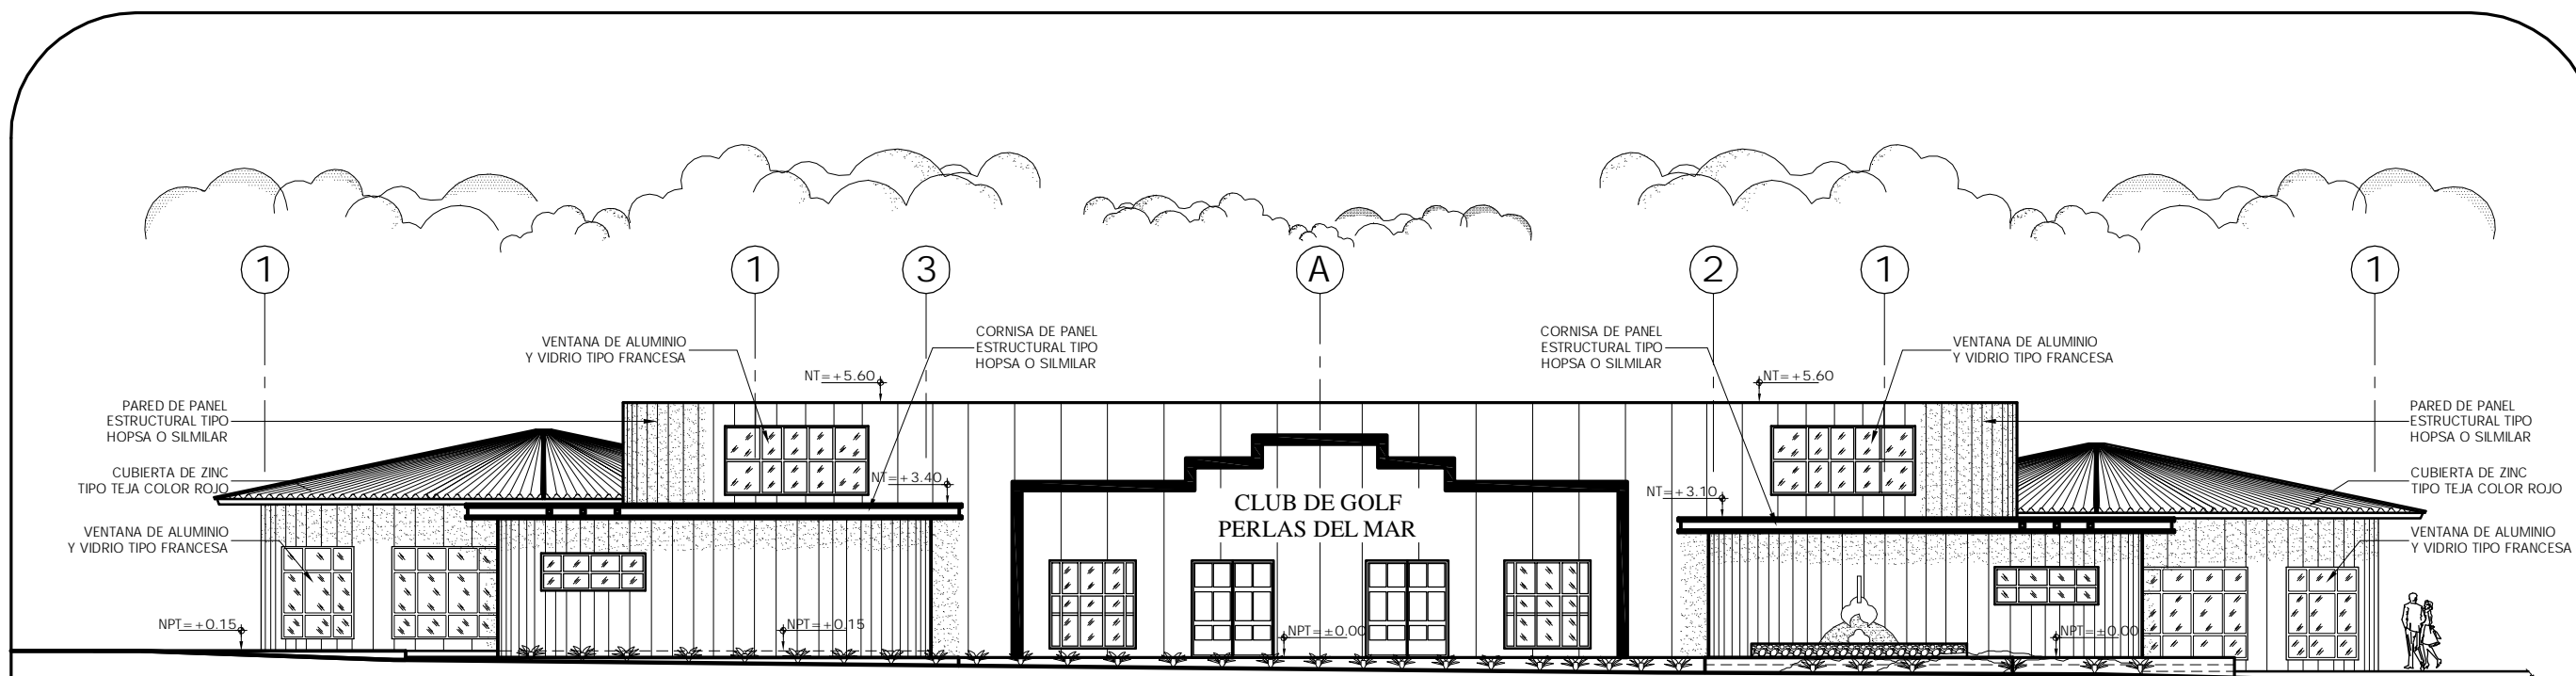 1
1
3
A
2
1
1
VENTANA DE ALUMINIO
Y VIDRIO TIPO FRANCESA
CORNISA DE PANEL
ESTRUCTURAL TIPO
HOPSA O SILMILAR
CORNISA DE PANEL
ESTRUCTURAL TIPO
HOPSA O SILMILAR
VENTANA DE ALUMINIO
Y VIDRIO TIPO FRANCESA
NT=+5.60
NT=+5.60
PARED DE PANEL
ESTRUCTURAL TIPO
HOPSA O SILMILAR
PARED DE PANEL
ESTRUCTURAL TIPO
HOPSA O SILMILAR
CUBIERTA DE ZINC
TIPO TEJA COLOR ROJO
NT=+3.40
NT=+3.10
CUBIERTA DE ZINC
TIPO TEJA COLOR ROJO
CLUB DE GOLF
PERLAS DEL MAR
VENTANA DE ALUMINIO
Y VIDRIO TIPO FRANCESA
VENTANA DE ALUMINIO
Y VIDRIO TIPO FRANCESA
NPT=+0.15
NPT=+0.15
NPT=±0.00
NPT=±0.00